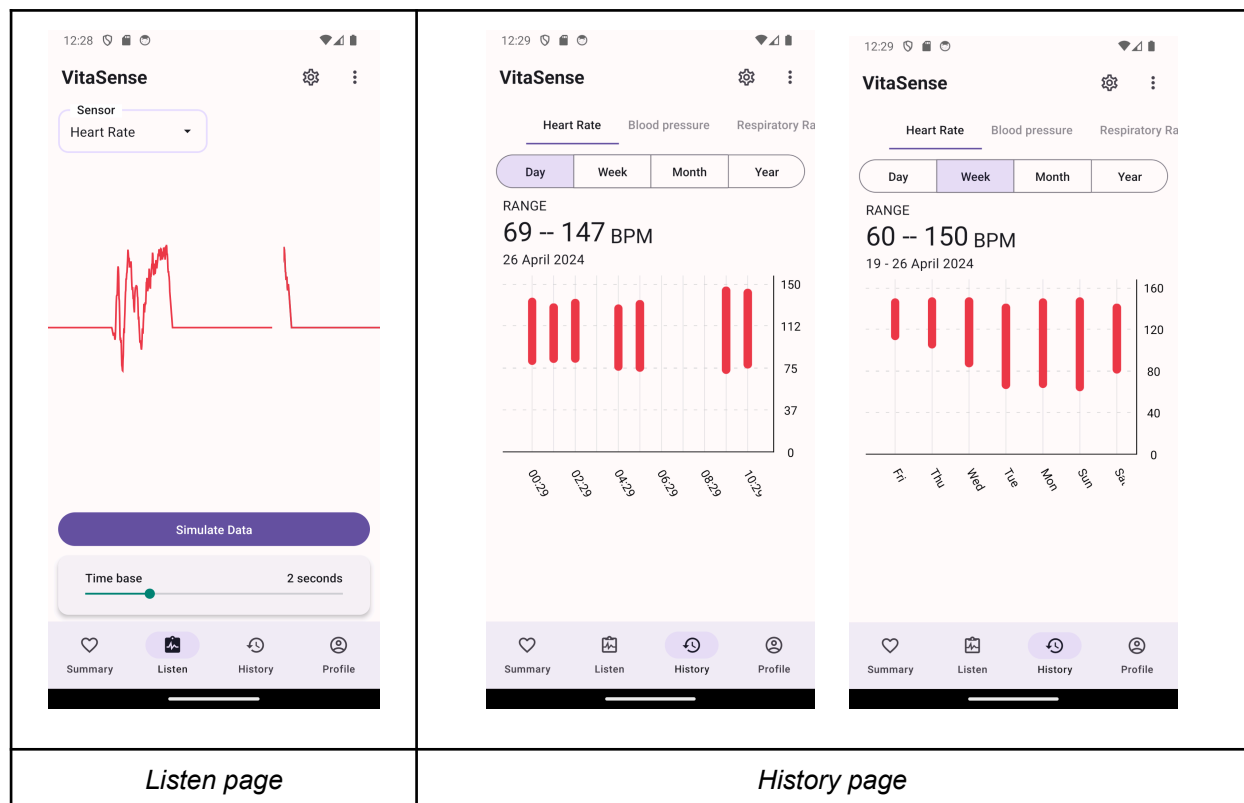 12:28
VitaSense
Sensor
Heart Rate
Simulate Data
Time base 2 seconds
Summary Listen History Profile
Listen page
12:29
VitaSense
Heart Rate Blood pressure Respiratory Ra
Day Week Month Year
RANGE
69 -- 147 BPM
26 April 2024
150
112
75
37
0
00:29 02:29 04:29 06:29 08:29 10:29
Summary Listen History Profile
12:29
VitaSense
Heart Rate Blood pressure Respiratory Ra
Day Week Month Year
RANGE
60 -- 150 BPM
19 - 26 April 2024
160
120
80
40
0
Fri Thu Wed Tue Mon Sun Sa
Summary Listen History Profile
History page